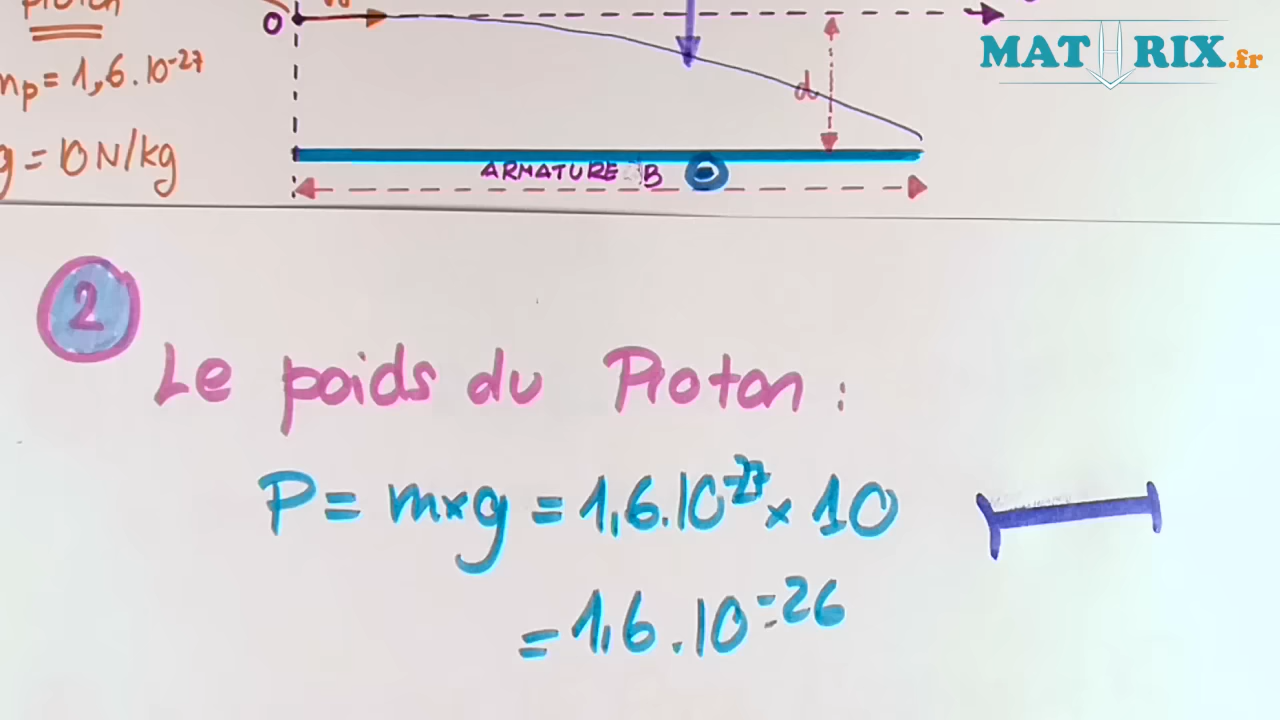 proton
O
MATHRIX.fr
mp = 1,6.10-27
d
g = 10 N/kg
ARMATURE B
2
Le poids du Proton :
P = m×g = 1,6.10-27 × 10
= 1,6.10-26